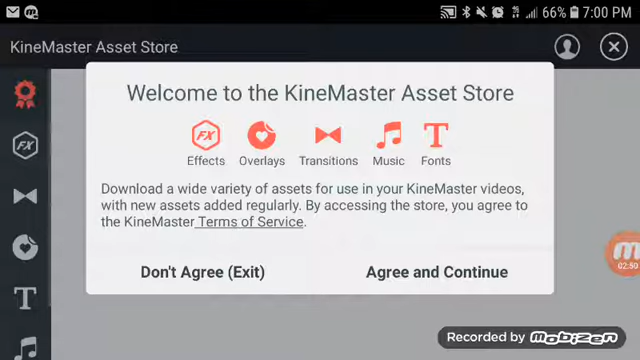 66% 7:00 PM
KineMaster Asset Store
Welcome to the KineMaster Asset Store
FX
T
Effects Overlays Transitions Music Fonts
Download a wide variety of assets for use in your KineMaster videos,
with new assets added regularly. By accessing the store, you agree to
the KineMaster Terms of Service.
Don't Agree (Exit) Agree and Continue
FX
T
02:50
Recorded by mobizen